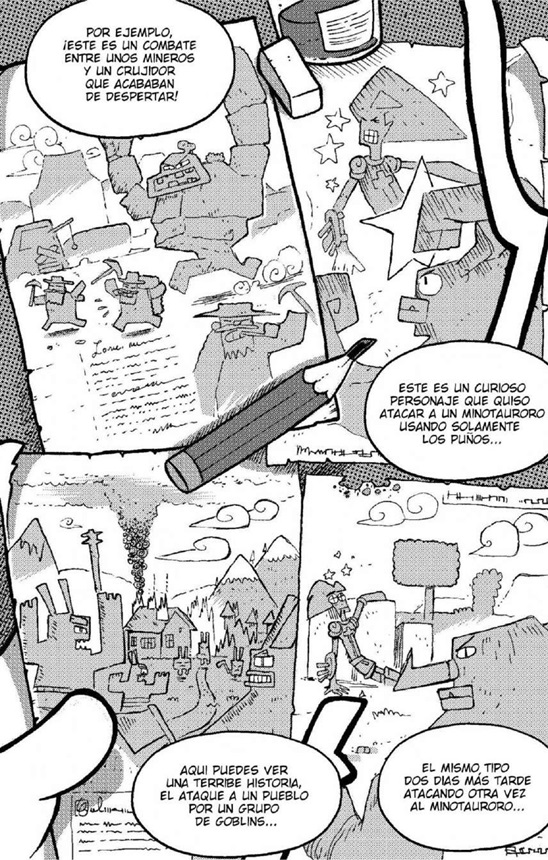 POR EJEMPLO,
¡ESTE ES UN COMBATE
ENTRE UNOS MINEROS
Y UN CRUJIDOR
QUE ACABABAN
DE DESPERTAR!
ESTE ES UN CURIOSO
PERSONAJE QUE QUISO
ATACAR A UN MINOTAURORO
USANDO SOLAMENTE
LOS PUÑOS...
AQUI PUEDES VER
UNA TERRIBE HISTORIA,
EL ATAQUE A UN PUEBLO
POR UN GRUPO
DE GOBLINS...
EL MISMO TIPO
DOS DIAS MÁS TARDE
ATACANDO OTRA VEZ
AL MINOTAURORO...